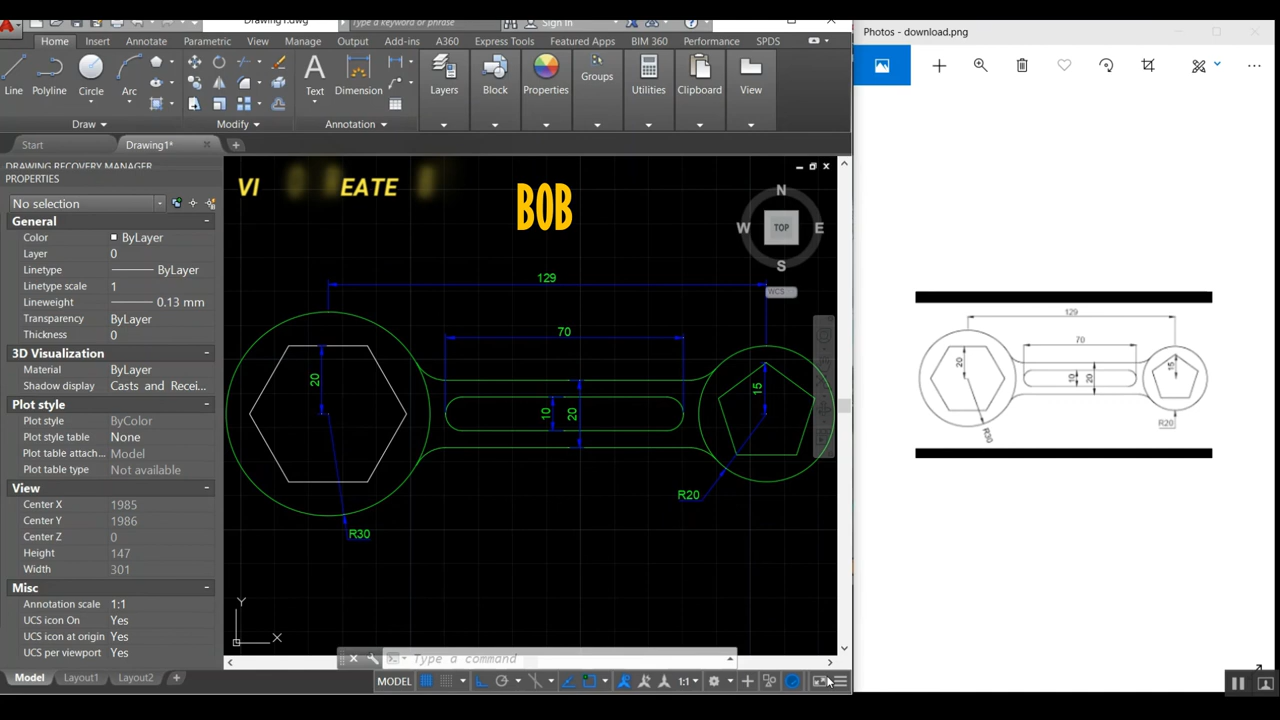 Drawing1.dwg
Type a keyword or phrase
Sign In
Home Insert Annotate Parametric View Manage Output Add-ins A360 Express Tools Featured Apps BIM 360 Performance SPDS
Line Polyline Circle Arc Text Dimension Layers Block Properties Groups Utilities Clipboard View
Draw Modify Annotation
Start Drawing1*
DRAWING RECOVERY MANAGER
PROPERTIES
No selection
General
Color ByLayer
Layer 0
Linetype ByLayer
Linetype scale 1
Lineweight 0.13 mm
Transparency ByLayer
Thickness 0
3D Visualization
Material ByLayer
Shadow display Casts and Recei...
Plot style
Plot style ByColor
Plot style table None
Plot table attach... Model
Plot table type Not available
View
Center X 1985
Center Y 1986
Center Z 0
Height 147
Width 301
Misc
Annotation scale 1:1
UCS icon On Yes
UCS icon at origin Yes
UCS per viewport Yes
VI EATE
BOB
N
W TOP E
S
WCS
129
70
20
10
20
15
R20
R30
Y
X
Type a command
Model Layout1 Layout2
MODEL 1:1
Photos - download.png
129
70
20
10
20
15
R30
R20